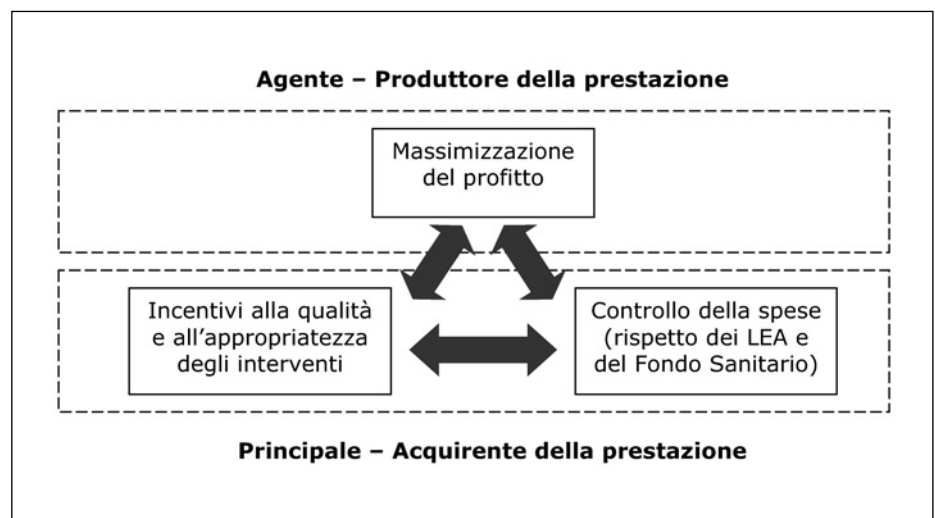 Agente – Produttore della prestazione
Massimizzazione
del profitto
Incentivi alla qualità
e all'appropriatezza
degli interventi
Controllo della spese
(rispetto dei LEA e
del Fondo Sanitario)
Principale – Acquirente della prestazione